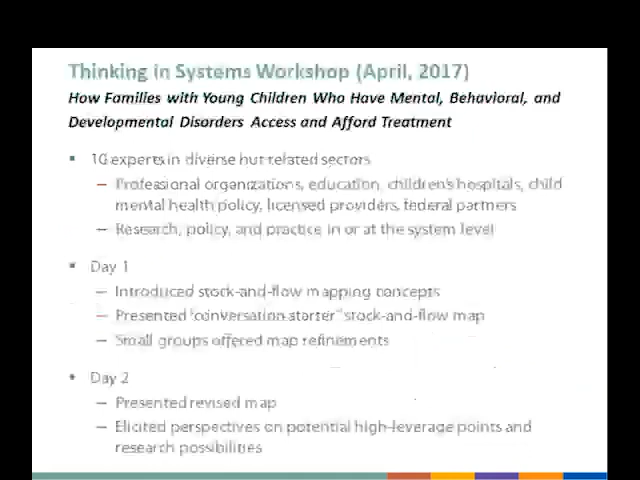 Thinking in Systems Workshop (April, 2017)
How Families with Young Children Who Have Mental, Behavioral, and
Developmental Disorders Access and Afford Treatment
▪ 10 experts in diverse but related sectors
– Professional organizations, education, children's hospitals, child
mental health policy, licensed providers, federal partners
– Research, policy, and practice in or at the system level
▪ Day 1
– Introduced stock-and-flow mapping concepts
– Presented "conversation-starter" stock-and-flow map
– Small groups offered map refinements
▪ Day 2
– Presented revised map
– Elicited perspectives on potential high-leverage points and
research possibilities